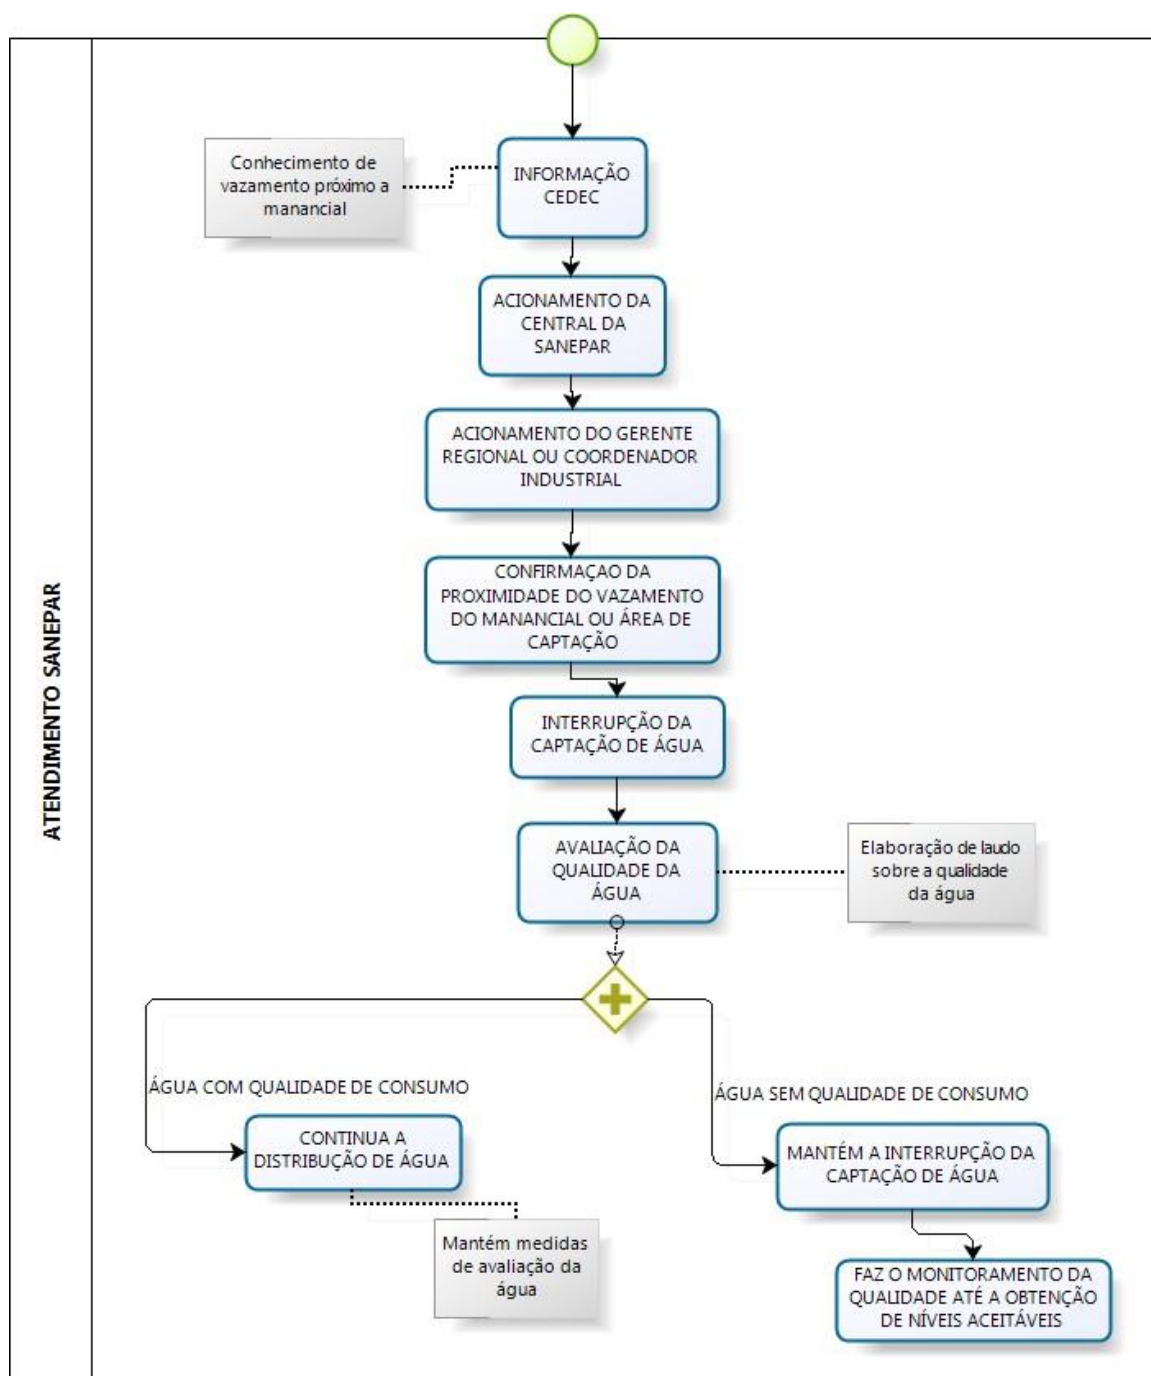 ATENDIMENTO SANEPAR
Conhecimento de
vazamento próximo a
manancial
INFORMAÇÃO
CEDEC
ACIONAMENTO DA
CENTRAL DA
SANEPAR
ACIONAMENTO DO GERENTE
REGIONAL OU COORDENADOR
INDUSTRIAL
CONFIRMAÇAO DA
PROXIMIDADE DO VAZAMENTO
DO MANANCIAL OU ÁREA DE
CAPTAÇÃO
INTERRUPÇÃO DA
CAPTAÇÃO DE ÁGUA
AVALIAÇÃO DA
QUALIDADE DA
ÁGUA
Elaboração de laudo
sobre a qualidade
da água
ÁGUA COM QUALIDADE DE CONSUMO
CONTINUA A
DISTRIBUÇÃO DE ÁGUA
Mantém medidas
de avaliação da
água
ÁGUA SEM QUALIDADE DE CONSUMO
MANTÉM A INTERRUPÇÃO DA
CAPTAÇÃO DE ÁGUA
FAZ O MONITORAMENTO DA
QUALIDADE ATÉ A OBTENÇÃO
DE NÍVEIS ACEITÁVEIS